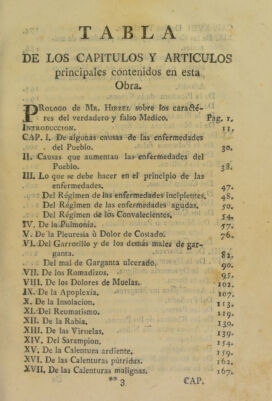 TABLA
DE LOS CAPITULOS Y ARTICULOS
principales contenidos en esta
Obra.
PROLOGO de MR. HIRZEL sobre los caractéres
del verdadero y falso Medico. Pag. 1.
INTRODUCCION. 11.
CAP. I. De algunas causas de las enfermedades
del Pueblo. 30.
II. Causas que aumentan las enfermedades del
Pueblo. 38.
III. Lo que se debe hacer en el principio de las
enfermedades. 47.
Del Régimen de las enfermedades incipientes. 48.
Del Régimen de las enfermedades agudas. 50.
Del Régimen de los Convalecientes. 54.
IV. De la Pulmonía. 57.
V. De la Pleuresia ò Dolor de Costado. 76.
VI. Del Garrotillo y de los demás males de garganta.
82.
Del mal de Garganta ulcerado. 90.
VII. De los Romadizos. 95.
VIII. De los Dolores de Muelas. 102.
IX. De la Apoplexia. 107.
X. De la Insolacion. 113.
XI. Del Reumatismo. 119.
XII. De la Rabia. 130.
XIII. De las Viruelas. 139.
XIV. Del Sarampion. 154.
XV. De la Calentura ardiente. 159.
XVI. De las Calenturas pútridas. 162.
XVII. De las Calenturas malignas. 167.
** 3 CAP.